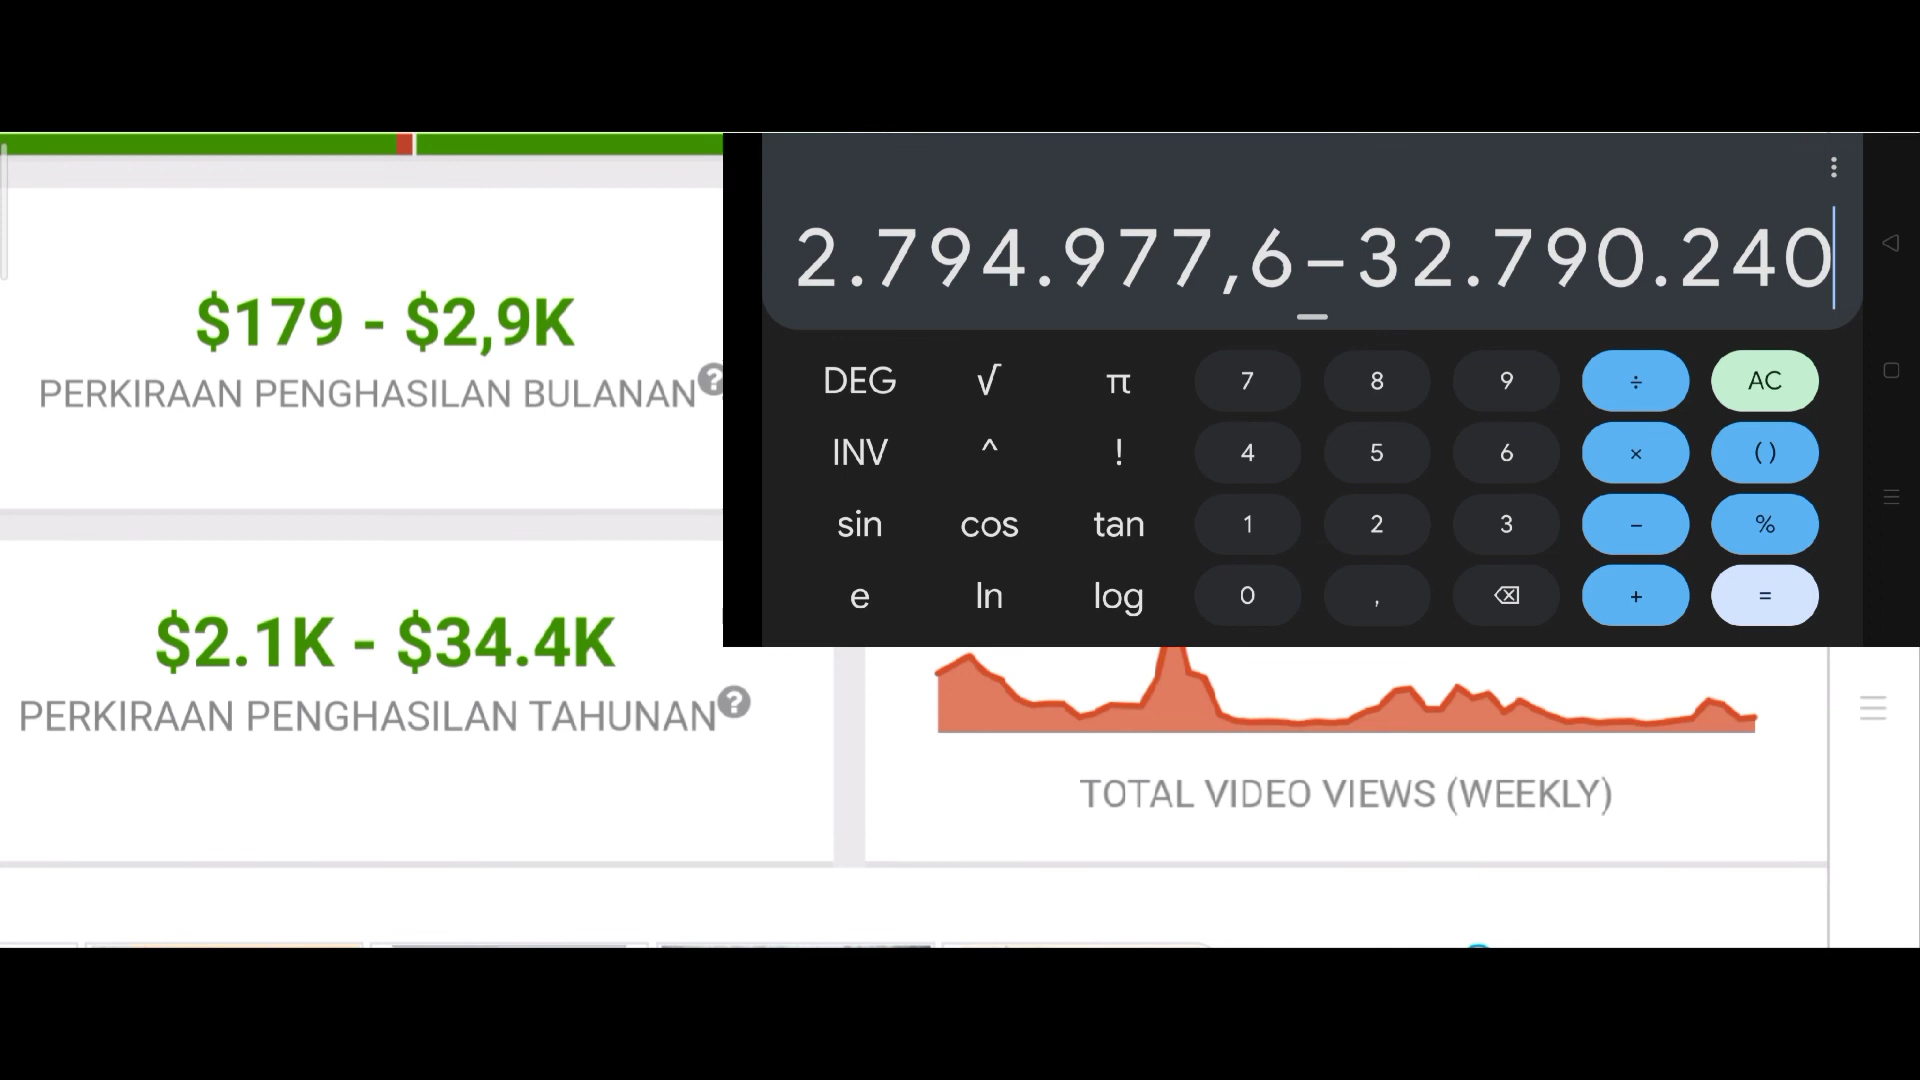 $179 - $2,9K
PERKIRAAN PENGHASILAN BULANAN?
$2.1K - $34.4K
PERKIRAAN PENGHASILAN TAHUNAN?
2.794.977,6–32.790.240
DEG √ π 7 8 9 ÷ AC
INV ^ ! 4 5 6 × ()
sin cos tan 1 2 3 – %
e ln log 0 , + =
TOTAL VIDEO VIEWS (WEEKLY)